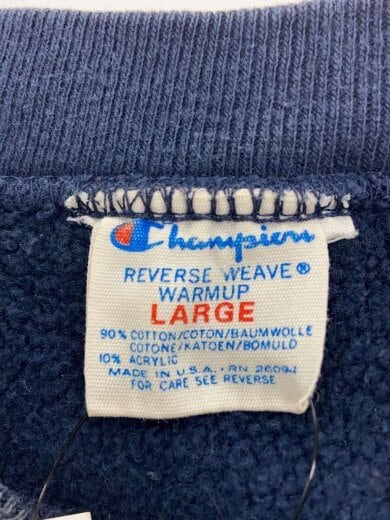 Champion
REVERSE WEAVE®
WARMUP
LARGE
90% COTTON/COTON/BAUMWOLLE
COTONE/KATOEN/BOMULD
10% ACRYLIC
MADE IN U.S.A. · RN 26094
FOR CARE SEE REVERSE